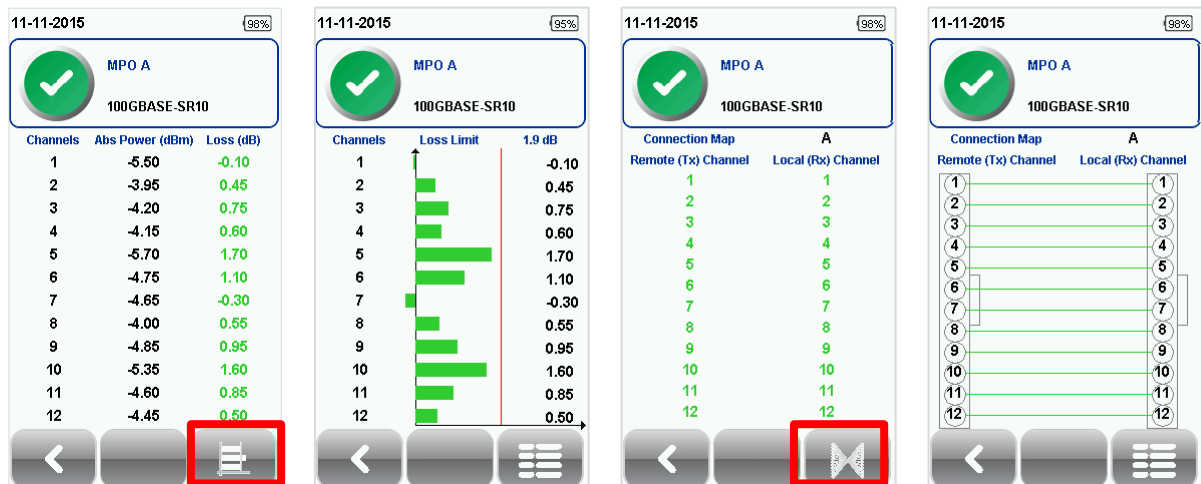 11-11-2015 98%
MPO A
100GBASE-SR10
Channels Abs Power (dBm) Loss (dB)
1 -5.50 -0.10
2 -3.95 0.45
3 -4.20 0.75
4 -4.15 0.60
5 -5.70 1.70
6 -4.75 1.10
7 -4.65 -0.30
8 -4.00 0.55
9 -4.85 0.95
10 -5.35 1.60
11 -4.60 0.85
12 -4.45 0.50
11-11-2015 95%
MPO A
100GBASE-SR10
Channels Loss Limit 1.9 dB
1 -0.10
2 0.45
3 0.75
4 0.60
5 1.70
6 1.10
7 -0.30
8 0.55
9 0.95
10 1.60
11 0.85
12 0.50
11-11-2015 98%
MPO A
100GBASE-SR10
Connection Map A
Remote (Tx) Channel Local (Rx) Channel
1 1
2 2
3 3
4 4
5 5
6 6
7 7
8 8
9 9
10 10
11 11
12 12
11-11-2015 98%
MPO A
100GBASE-SR10
Connection Map A
Remote (Tx) Channel Local (Rx) Channel
1 1
2 2
3 3
4 4
5 5
6 6
7 7
8 8
9 9
10 10
11 11
12 12